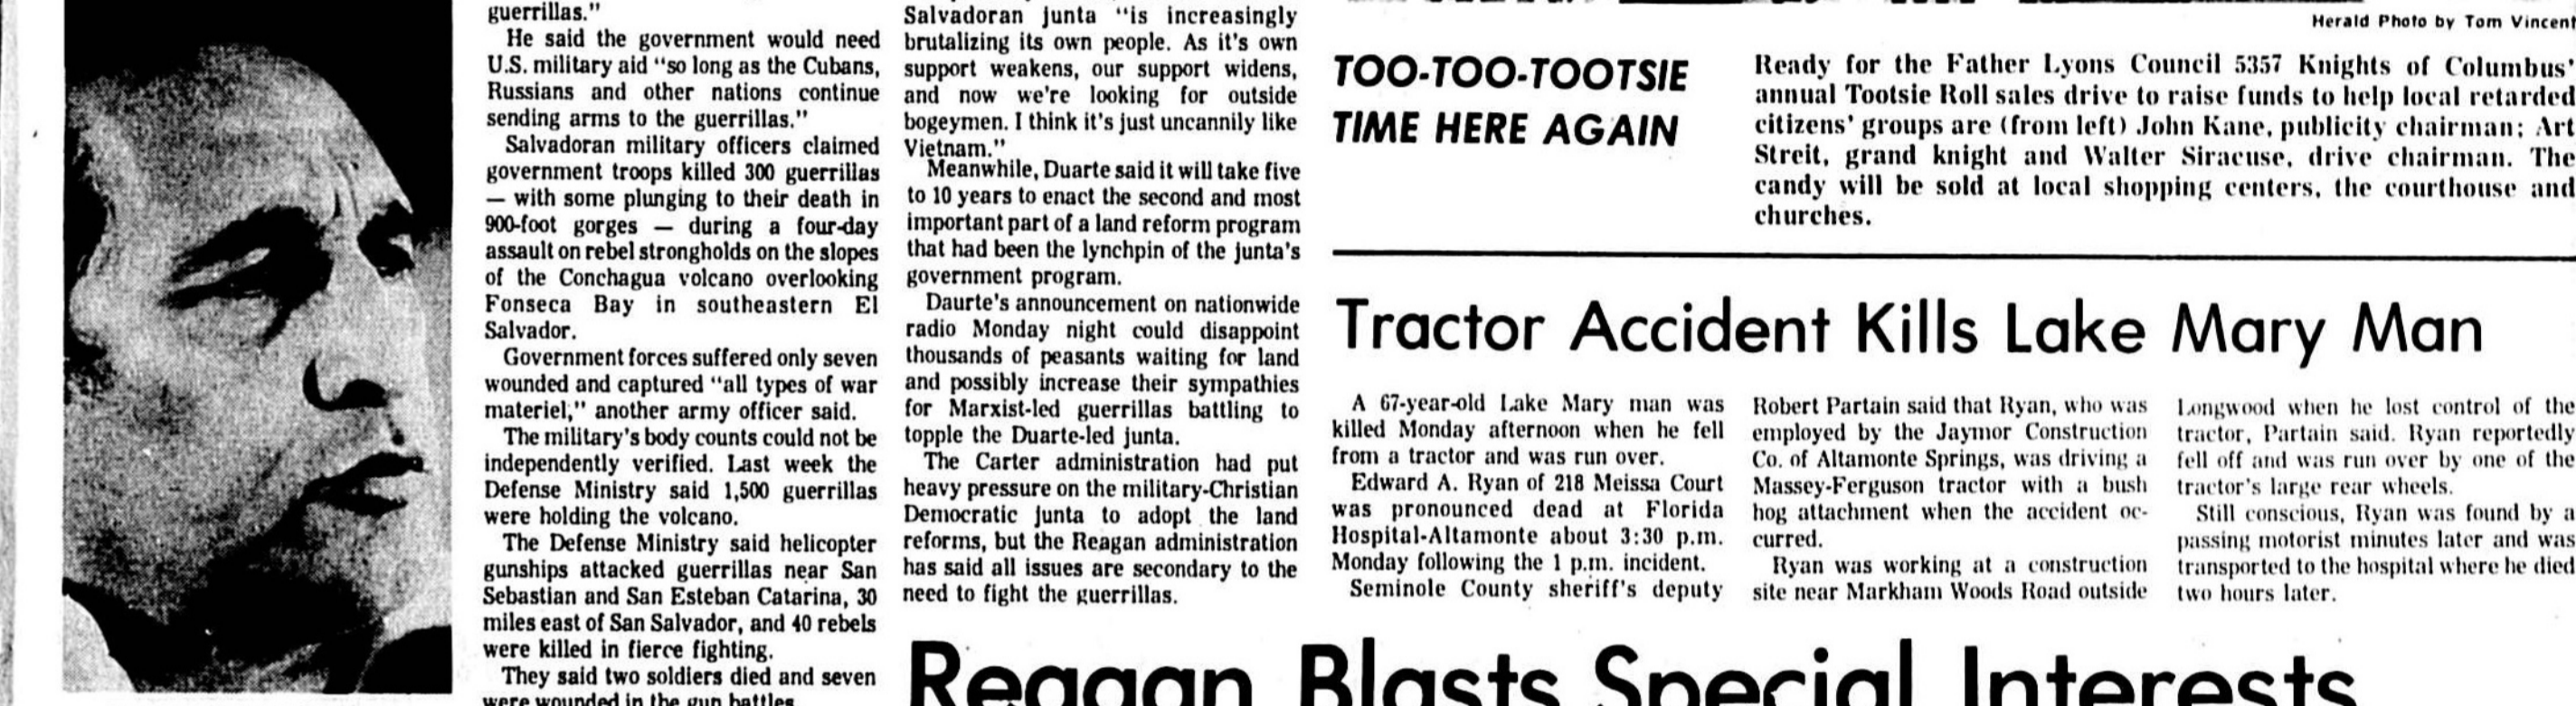 guerrillas."
He said the government would need
U.S. military aid "so long as the Cubans,
Russians and other nations continue
sending arms to the guerrillas."
Salvadoran military officers claimed
government troops killed 300 guerrillas
— with some plunging to their death in
900-foot gorges — during a four-day
assault on rebel strongholds on the slopes
of the Conchagua volcano overlooking
Fonseca Bay in southeastern El
Salvador.
Government forces suffered only seven
wounded and captured "all types of war
materiel," another army officer said.
The military's body counts could not be
independently verified. Last week the
Defense Ministry said 1,500 guerrillas
were holding the volcano.
The Defense Ministry said helicopter
gunships attacked guerrillas near San
Sebastian and San Esteban Catarina, 30
miles east of San Salvador, and 40 rebels
were killed in fierce fighting.
They said two soldiers died and seven
were wounded in the gun battles
Salvadoran junta "is increasingly
brutalizing its own people. As it's own
support weakens, our support widens,
and now we're looking for outside
bogeymen. I think it's just uncannily like
Vietnam."
Meanwhile, Duarte said it will take five
to 10 years to enact the second and most
important part of a land reform program
that had been the lynchpin of the junta's
government program.
Daurte's announcement on nationwide
radio Monday night could disappoint
thousands of peasants waiting for land
and possibly increase their sympathies
for Marxist-led guerrillas battling to
topple the Duarte-led junta.
The Carter administration had put
heavy pressure on the military-Christian
Democratic junta to adopt the land
reforms, but the Reagan administration
has said all issues are secondary to the
need to fight the guerrillas.
Herald Photo by Tom Vincent
TOO-TOO-TOOTSIE
TIME HERE AGAIN
Ready for the Father Lyons Council 5357 Knights of Columbus'
annual Tootsie Roll sales drive to raise funds to help local retarded
citizens' groups are (from left) John Kane, publicity chairman; Art
Streit, grand knight and Walter Siracuse, drive chairman. The
candy will be sold at local shopping centers, the courthouse and
churches.
Tractor Accident Kills Lake Mary Man
A 67-year-old Lake Mary man was
killed Monday afternoon when he fell
from a tractor and was run over.
Edward A. Ryan of 218 Meissa Court
was pronounced dead at Florida
Hospital-Altamonte about 3:30 p.m.
Monday following the 1 p.m. incident.
Seminole County sheriff's deputy
Robert Partain said that Ryan, who was
employed by the Jaymor Construction
Co. of Altamonte Springs, was driving a
Massey-Ferguson tractor with a bush
hog attachment when the accident oc-
curred.
Ryan was working at a construction
site near Markham Woods Road outside
Longwood when he lost control of the
tractor, Partain said. Ryan reportedly
fell off and was run over by one of the
tractor's large rear wheels.
Still conscious, Ryan was found by a
passing motorist minutes later and was
transported to the hospital where he died
two hours later.
Reagan Blasts Special Interests